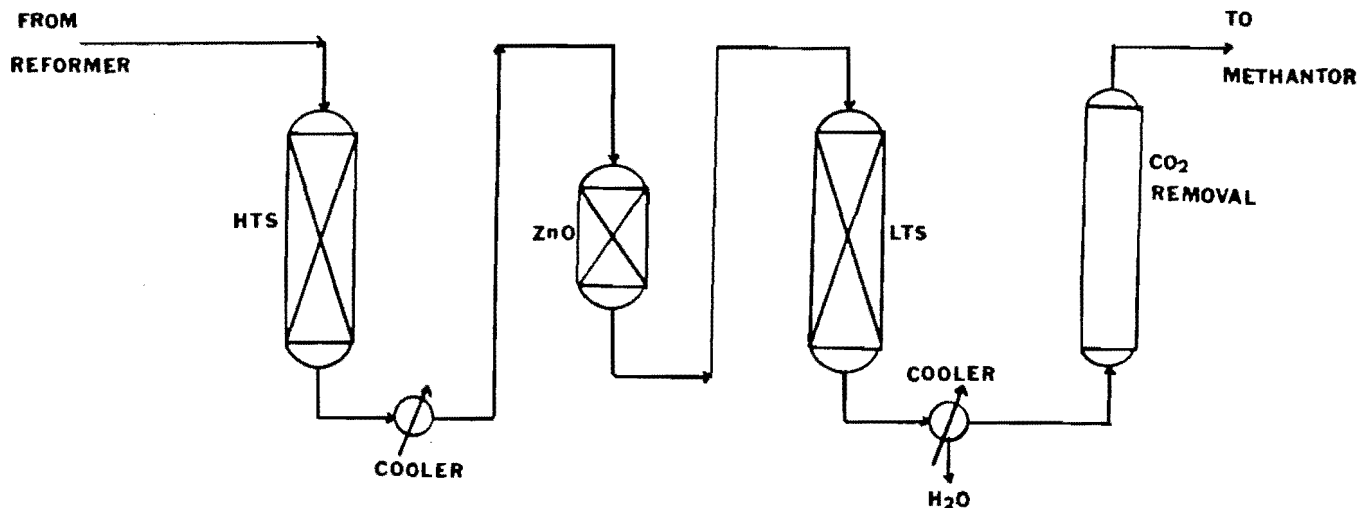 FROM
REFORMER
HTS
COOLER
ZnO
LTS
COOLER
H₂O
CO₂
REMOVAL
TO
METHANTOR